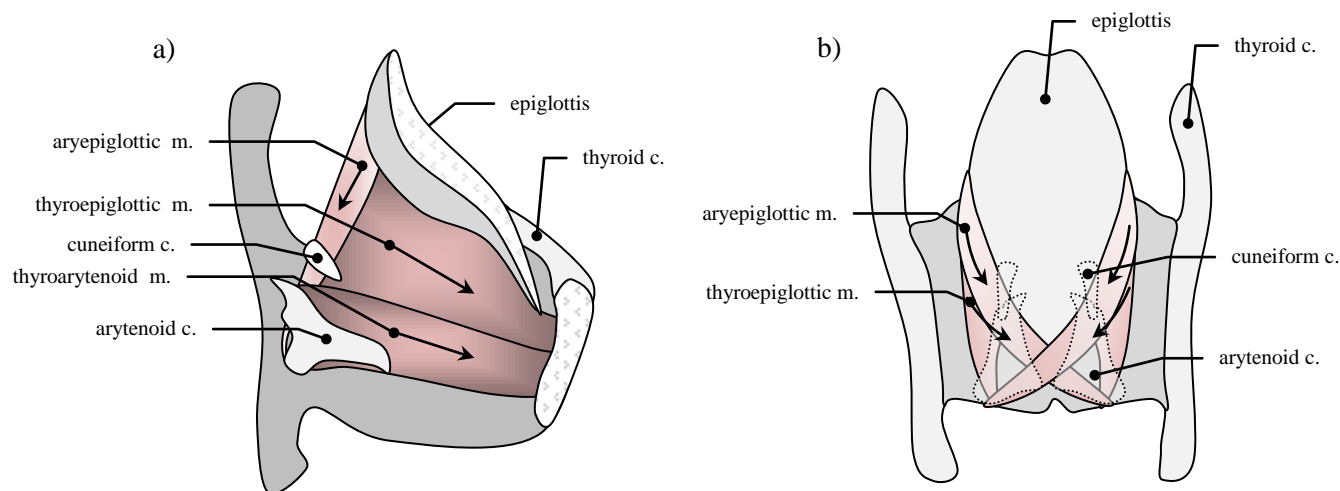 a)
epiglottis
thyroid c.
aryepiglottic m.
thyroepiglottic m.
cuneiform c.
thyroarytenoid m.
arytenoid c.
b)
epiglottis
thyroid c.
aryepiglottic m.
thyroepiglottic m.
cuneiform c.
arytenoid c.